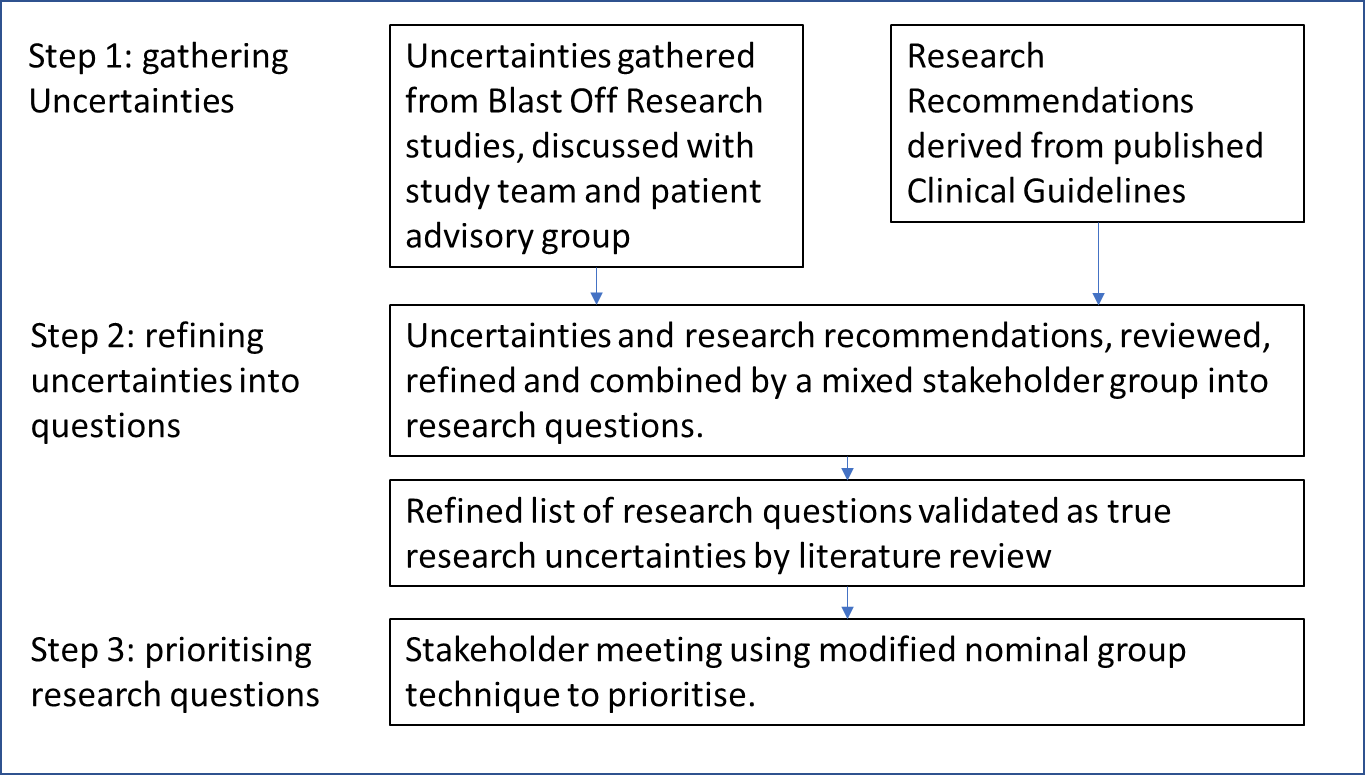 Step 1: gathering
Uncertainties
Uncertainties gathered
from Blast Off Research
studies, discussed with
study team and patient
advisory group
Research
Recommendations
derived from published
Clinical Guidelines
Step 2: refining
uncertainties into
questions
Uncertainties and research recommendations, reviewed,
refined and combined by a mixed stakeholder group into
research questions.
Refined list of research questions validated as true
research uncertainties by literature review
Step 3: prioritising
research questions
Stakeholder meeting using modified nominal group
technique to prioritise.